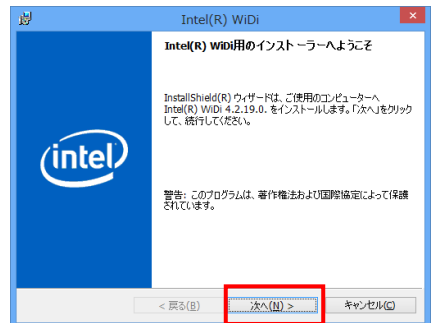 Intel(R) WiDi
Intel(R) WiDi用のインストーラーへようこそ
InstallShield(R) ウィザードは、ご使用のコンピューターへ
Intel(R) WiDi 4.2.19.0. をインストールします。「次へ」をクリック
して、続行してください。
intel
警告: このプログラムは、著作権法および国際協定によって保護
されています。
< 戻る(B)
次へ(N) >
キャンセル(C)